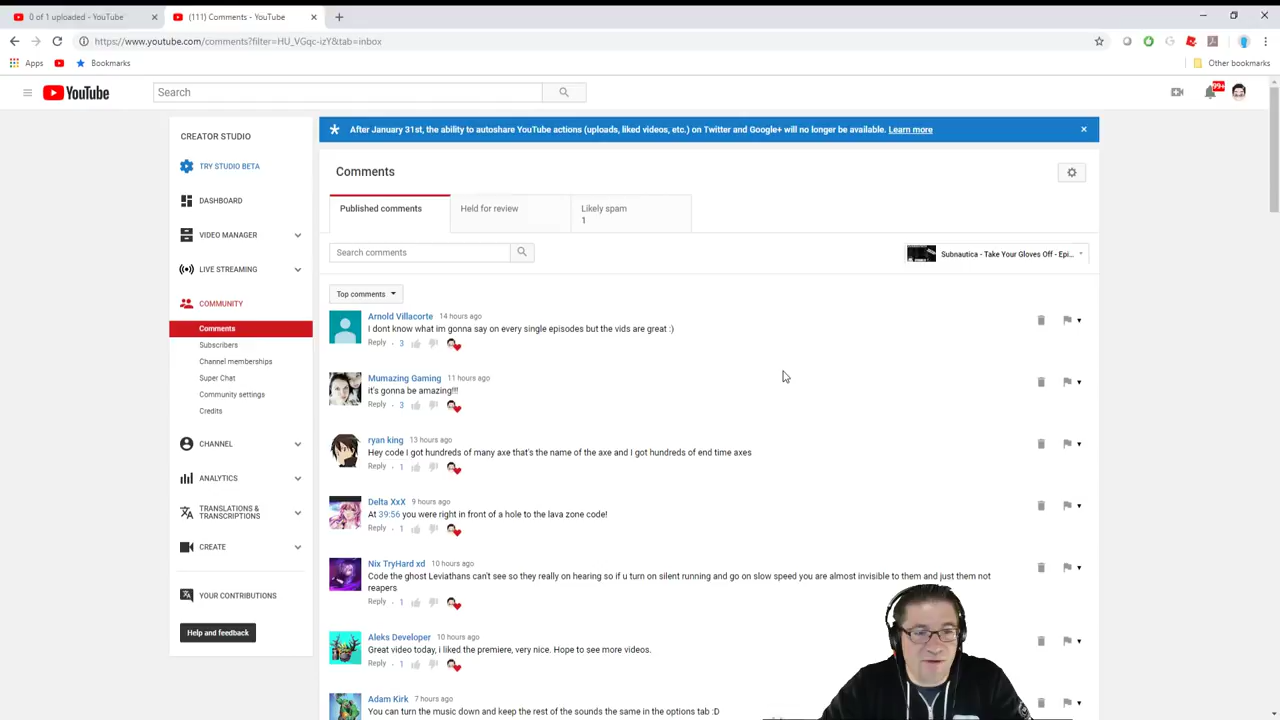 0 of 1 uploaded - YouTube
(111) Comments - YouTube
https://www.youtube.com/comments?filter=HU_VGqc-izY&tab=inbox
Apps
Bookmarks
Other bookmarks
YouTube
Search
99+
CREATOR STUDIO
TRY STUDIO BETA
DASHBOARD
VIDEO MANAGER
LIVE STREAMING
COMMUNITY
Comments
Subscribers
Channel memberships
Super Chat
Community settings
Credits
CHANNEL
ANALYTICS
TRANSLATIONS &
TRANSCRIPTIONS
CREATE
YOUR CONTRIBUTIONS
Help and feedback
After January 31st, the ability to autoshare YouTube actions (uploads, liked videos, etc.) on Twitter and Google+ will no longer be available. Learn more
Comments
Published comments
Held for review
Likely spam
1
Search comments
Subnautica - Take Your Gloves Off - Epi...
Top comments
Arnold Villacorte 14 hours ago
I dont know what im gonna say on every single episodes but the vids are great :)
Reply · 3
Mumazing Gaming 11 hours ago
it's gonna be amazing!!!
Reply · 3
ryan king 13 hours ago
Hey code I got hundreds of many axe that's the name of the axe and I got hundreds of end time axes
Reply · 1
Delta XxX 9 hours ago
At 39:56 you were right in front of a hole to the lava zone code!
Reply · 1
Nix TryHard xd 10 hours ago
Code the ghost Leviathans can't see so they really on hearing so if u turn on silent running and go on slow speed you are almost invisible to them and just them not
reapers
Reply · 1
Aleks Developer 10 hours ago
Great video today, i liked the premiere, very nice. Hope to see more videos.
Reply · 1
Adam Kirk 7 hours ago
You can turn the music down and keep the rest of the sounds the same in the options tab :D